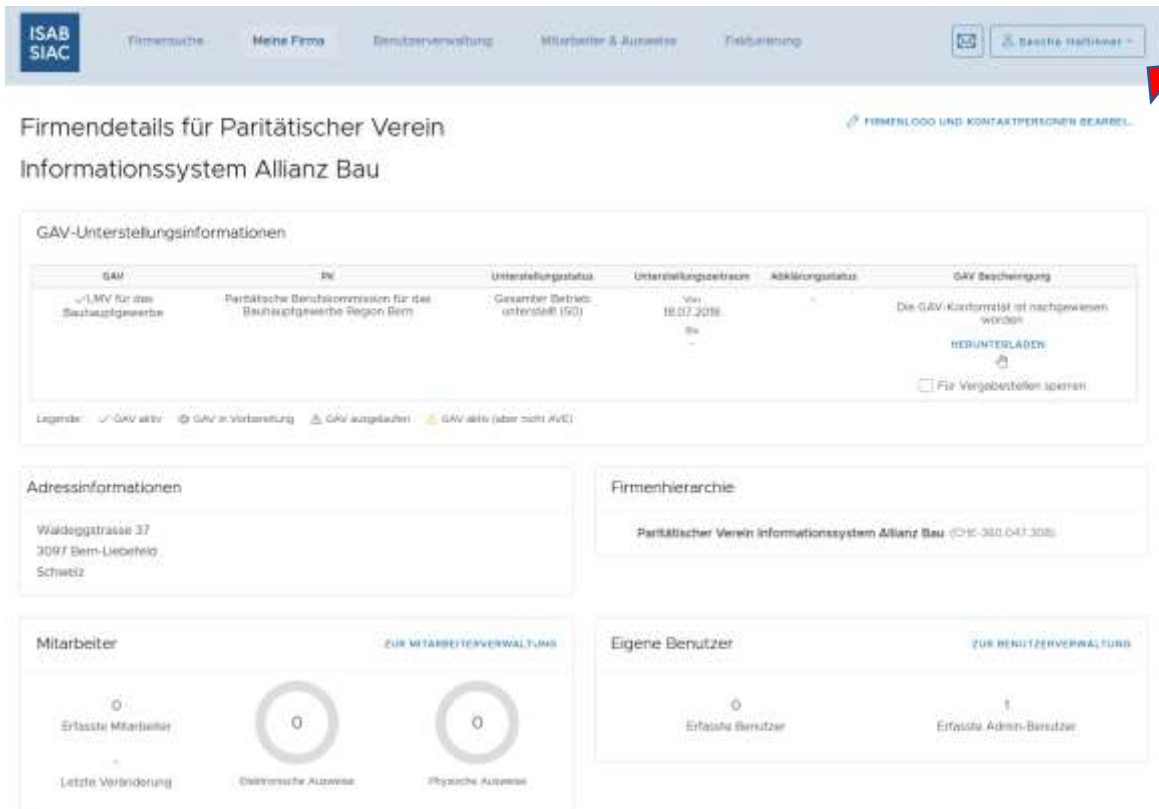 ISAB
SIAC
Firmensuche
Meine Firma
Benutzerverwaltung
Mitarbeiter & Ausweise
Fakturierung
Sascha
FIRMENLOGO UND KONTAKTPERSONEN BEARBEI...
Firmendetails für Paritätischer Verein
Informationssystem Allianz Bau
GAV-Unterstellungsinformationen
GAV
PK
Unterstellungsstatus
Unterstellungszeitraum
Abklärungsstatus
GAV Bescheinigung
LMV für das
Bauhauptgewerbe
Paritätische Berufskommission für das
Bauhauptgewerbe Region Bern
Gesamter Betrieb
unterstellt (SO)
Von
18.07.2018
Bis
-
-
Die GAV-Konformität ist nachgewiesen
worden
HERUNTERLADEN
Für Vergabestellen sperren
Legende: GAV aktiv GAV in Vorbereitung GAV ausgelaufen GAV aktiv (aber nicht AVE)
Adressinformationen
Waldeggstrasse 37
3097 Bern-Liebefeld
Schweiz
Firmenhierarchie
Paritätischer Verein Informationssystem Allianz Bau (CHE-360.047.308)
Mitarbeiter
ZUR MITARBEITERVERWALTUNG
0
Erfasste Mitarbeiter
-
Letzte Veränderung
0
Elektronische Ausweise
0
Physische Ausweise
Eigene Benutzer
ZUR BENUTZERVERWALTUNG
0
Erfasste Benutzer
1
Erfasste Admin-Benutzer